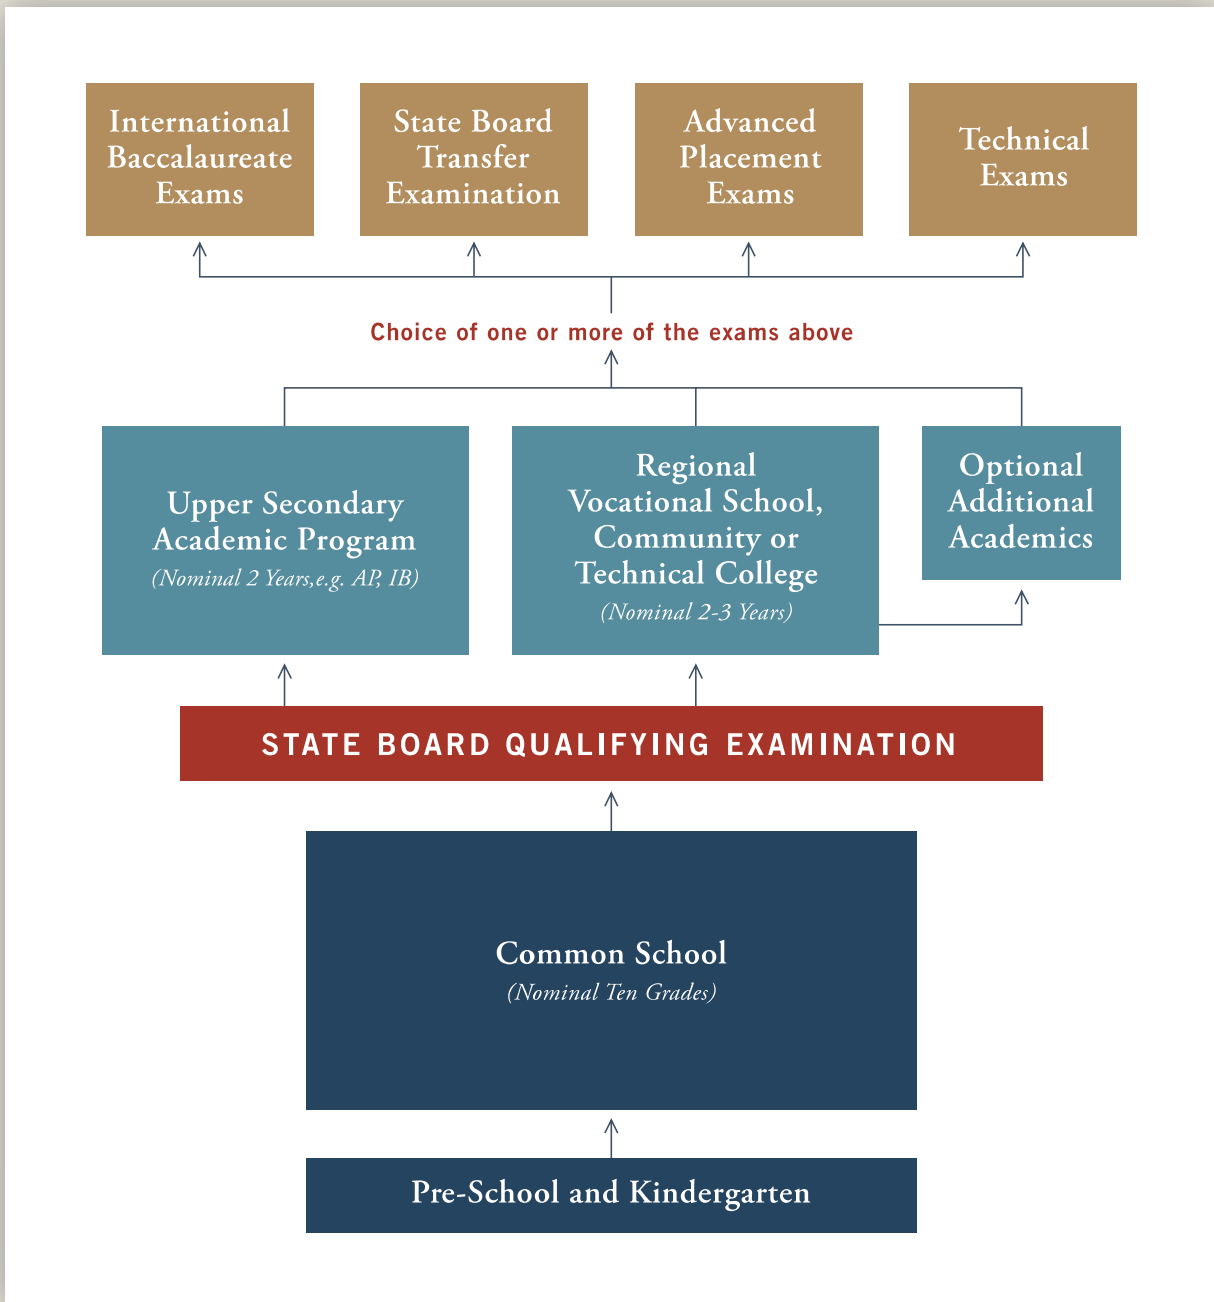 International
Baccalaureate
Exams
State Board
Transfer
Examination
Advanced
Placement
Exams
Technical
Exams
Choice of one or more of the exams above
Upper Secondary
Academic Program
(Nominal 2 Years,e.g. AP, IB)
Regional
Vocational School,
Community or
Technical College
(Nominal 2-3 Years)
Optional
Additional
Academics
STATE BOARD QUALIFYING EXAMINATION
Common School
(Nominal Ten Grades)
Pre-School and Kindergarten